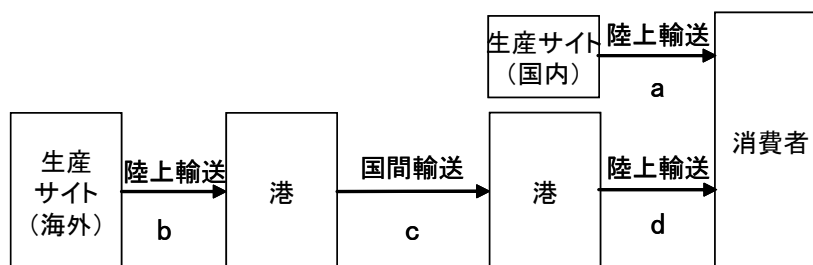 生産サイト
（国内）
陸上輸送
a
消費者
生産
サイト
（海外）
陸上輸送
b
港
国間輸送
c
港
陸上輸送
d